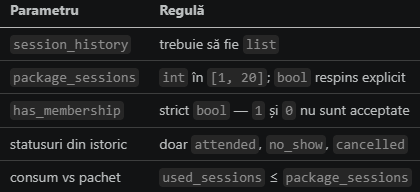 Parametru Regulă
session_history trebuie să fie list
package_sessions int în [1, 20]; bool respins explicit
has_membership strict bool — 1 și 0 nu sunt acceptate
statusuri din istoric doar attended, no_show, cancelled
consum vs pachet used_sessions ≤ package_sessions